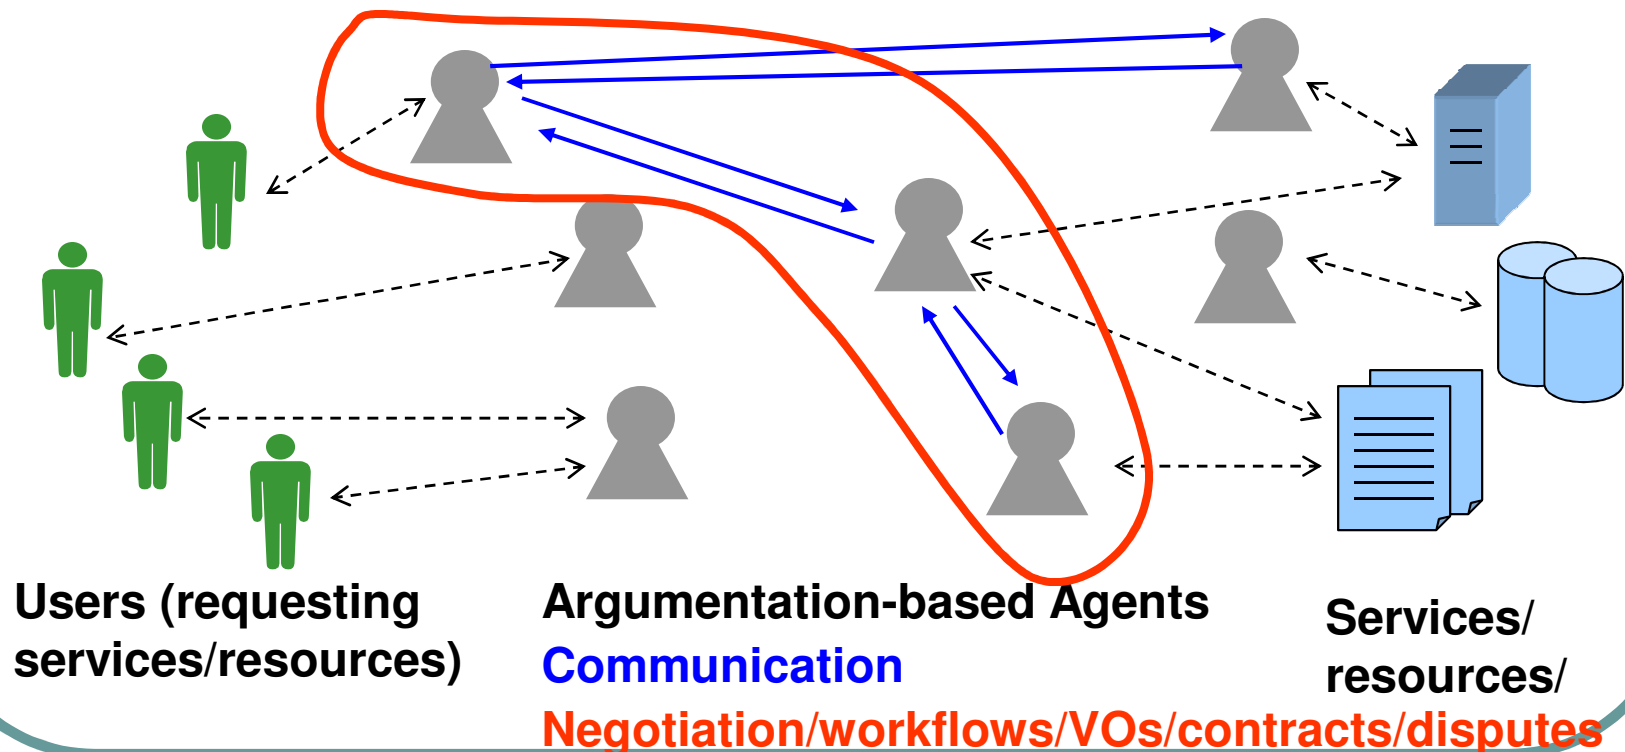 Users (requesting
services/resources)
Argumentation-based Agents
Communication
Negotiation/workflows/VOs/contracts/disputes
Services/
resources/